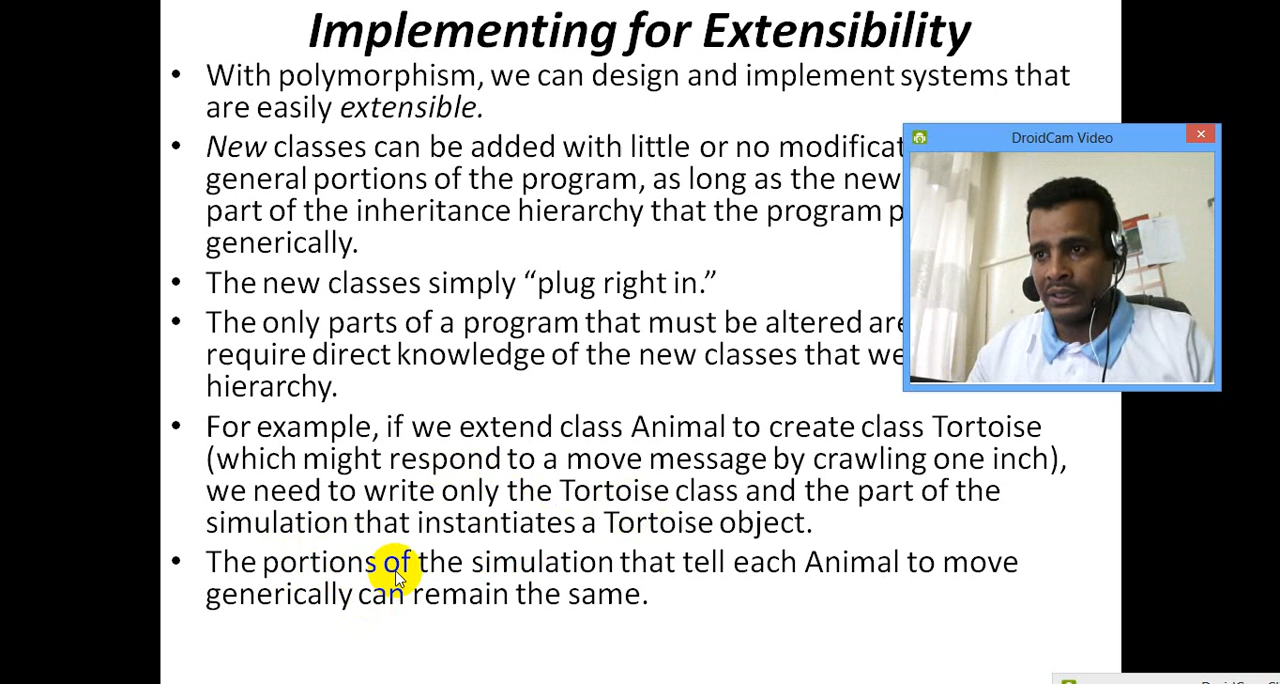 Implementing for Extensibility
• With polymorphism, we can design and implement systems that
are easily extensible.
• New classes can be added with little or no modificat
general portions of the program, as long as the new
part of the inheritance hierarchy that the program p
generically.
• The new classes simply “plug right in.”
• The only parts of a program that must be altered are
require direct knowledge of the new classes that we
hierarchy.
• For example, if we extend class Animal to create class Tortoise
(which might respond to a move message by crawling one inch),
we need to write only the Tortoise class and the part of the
simulation that instantiates a Tortoise object.
• The portions of the simulation that tell each Animal to move
generically can remain the same.
DroidCam Video